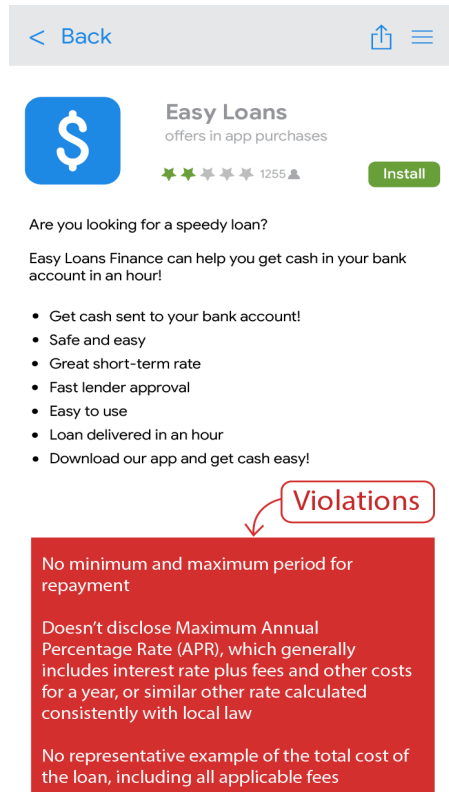 < Back
Easy Loans
offers in app purchases
1255
Install
Are you looking for a speedy loan?
Easy Loans Finance can help you get cash in your bank
account in an hour!
• Get cash sent to your bank account!
• Safe and easy
• Great short-term rate
• Fast lender approval
• Easy to use
• Loan delivered in an hour
• Download our app and get cash easy!
Violations
No minimum and maximum period for
repayment
Doesn't disclose Maximum Annual
Percentage Rate (APR), which generally
includes interest rate plus fees and other costs
for a year, or similar other rate calculated
consistently with local law
No representative example of the total cost of
the loan, including all applicable fees